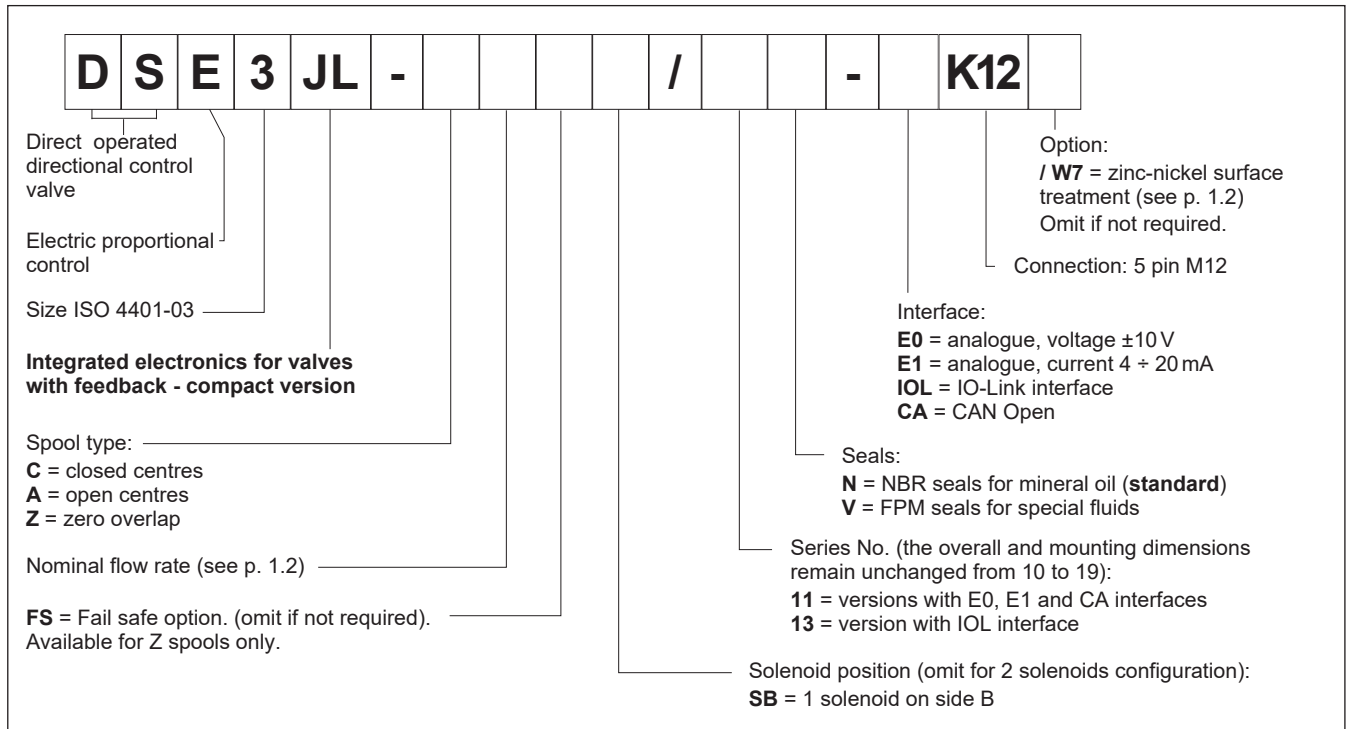 D S E 3 JL - / - K12
Direct operated
directional control
valve
Electric proportional
control
Size ISO 4401-03
Integrated electronics for valves
with feedback - compact version
Spool type:
C = closed centres
A = open centres
Z = zero overlap
Nominal flow rate (see p. 1.2)
FS = Fail safe option. (omit if not required).
Available for Z spools only.
Option:
/ W7 = zinc-nickel surface
treatment (see p. 1.2)
Omit if not required.
Connection: 5 pin M12
Interface:
E0 = analogue, voltage ±10 V
E1 = analogue, current 4 ÷ 20 mA
IOL = IO-Link interface
CA = CAN Open
Seals:
N = NBR seals for mineral oil (standard)
V = FPM seals for special fluids
Series No. (the overall and mounting dimensions
remain unchanged from 10 to 19):
11 = versions with E0, E1 and CA interfaces
13 = version with IOL interface
Solenoid position (omit for 2 solenoids configuration):
SB = 1 solenoid on side B